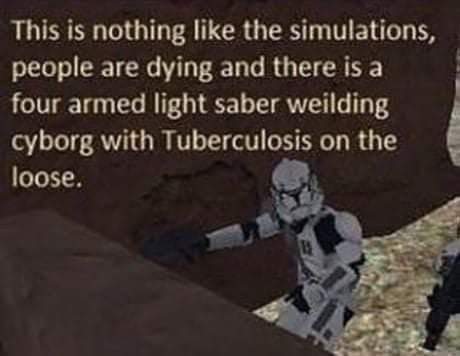 This is nothing like the simulations,
people are dying and there is a
four armed light saber weilding
cyborg with Tuberculosis on the
loose.